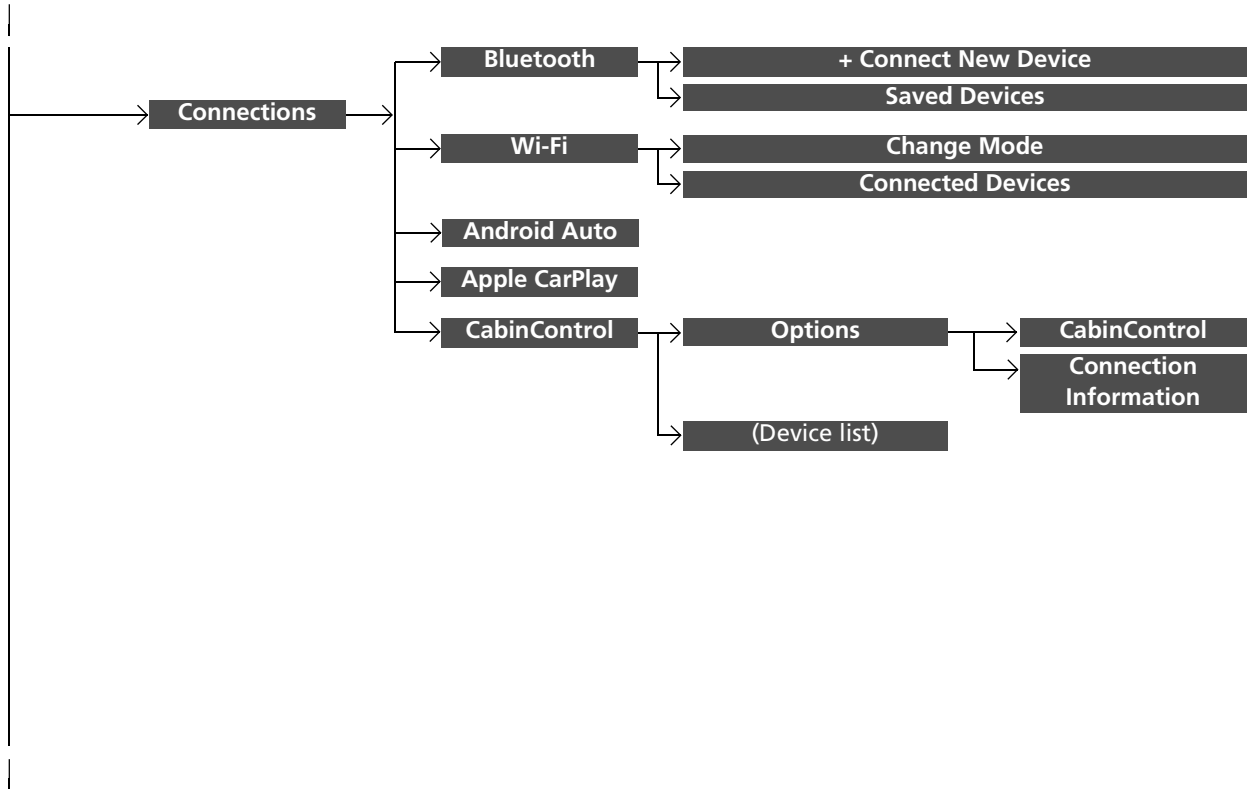 Bluetooth
+ Connect New Device
Saved Devices
Connections
Wi-Fi
Change Mode
Connected Devices
Android Auto
Apple CarPlay
CabinControl
Options
CabinControl
Connection
Information
(Device list)